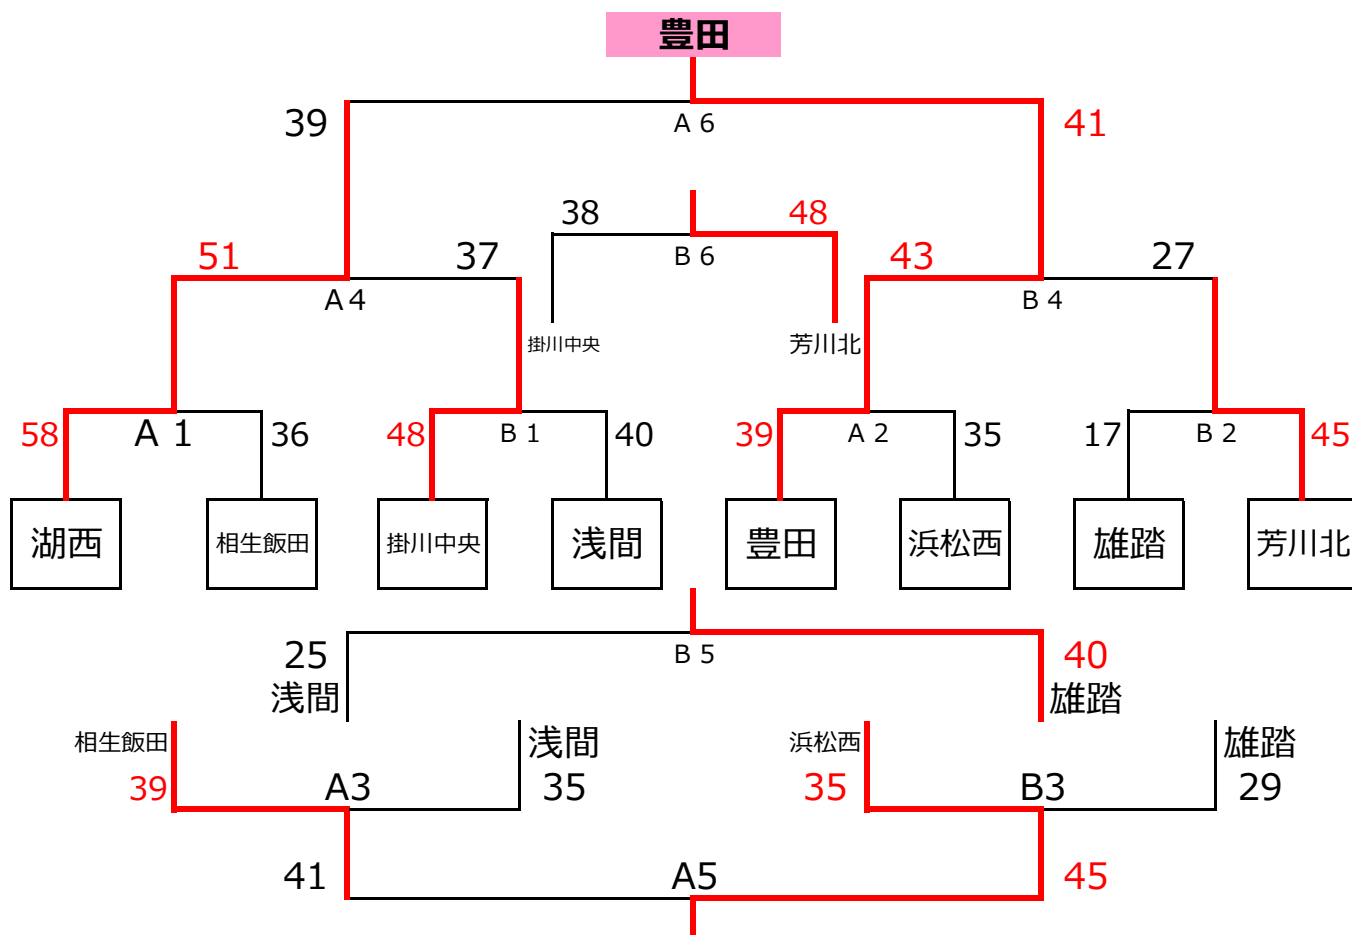 豊田
39 A 6 41
38 48
51 37 B 6 43 27
A 4 B 4
掛川中央 芳川北
58 A 1 36 48 B 1 40 39 A 2 35 17 B 2 45
湖西 相生飯田 掛川中央 浅間 豊田 浜松西 雄踏 芳川北
25 B 5 40
浅間 雄踏
相生飯田 浅間 浜松西 雄踏
39 A3 35 35 B3 29
41 A5 45